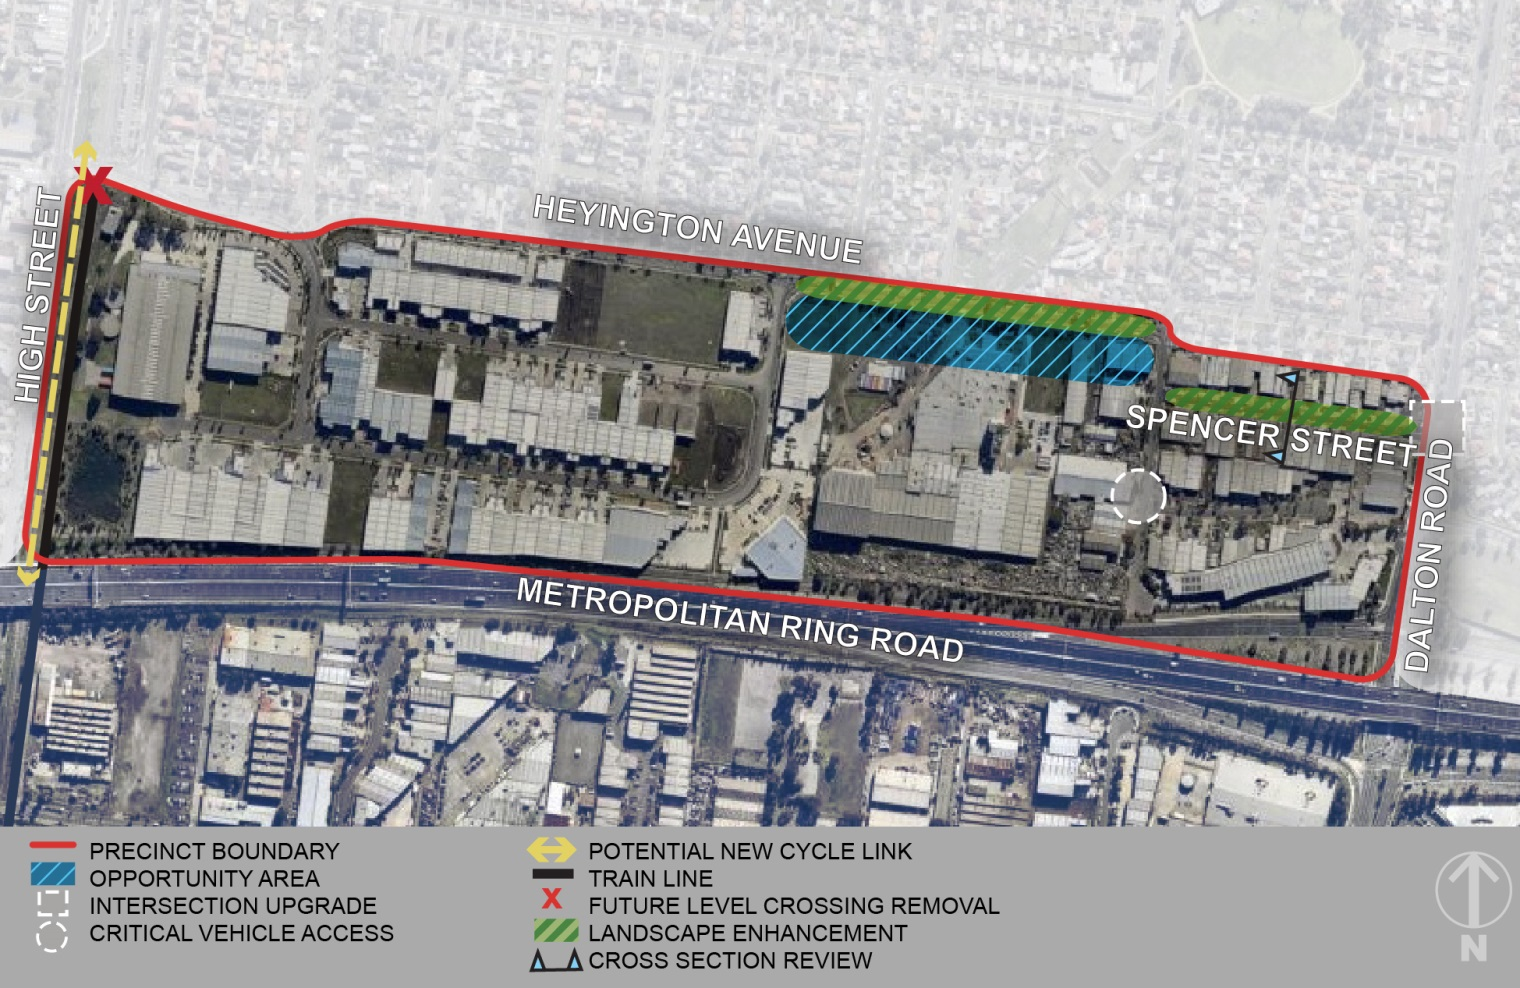 HEYINGTON AVENUE
HIGH STREET
SPENCER STREET
DALTON ROAD
METROPOLITAN RING ROAD
PRECINCT BOUNDARY
OPPORTUNITY AREA
INTERSECTION UPGRADE
CRITICAL VEHICLE ACCESS
POTENTIAL NEW CYCLE LINK
TRAIN LINE
X FUTURE LEVEL CROSSING REMOVAL
LANDSCAPE ENHANCEMENT
CROSS SECTION REVIEW
N